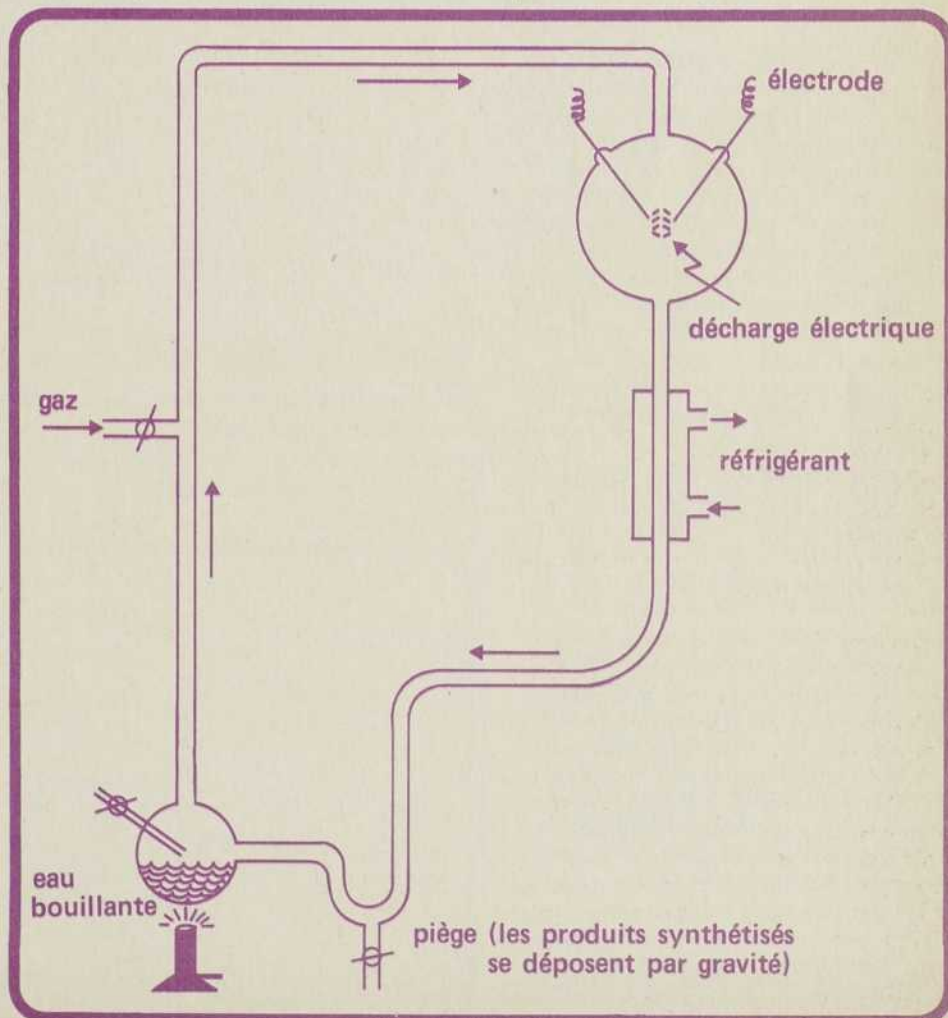 électrode
décharge électrique
gaz
réfrigérant
eau
bouillante
piège (les produits synthétisés
se déposent par gravité)